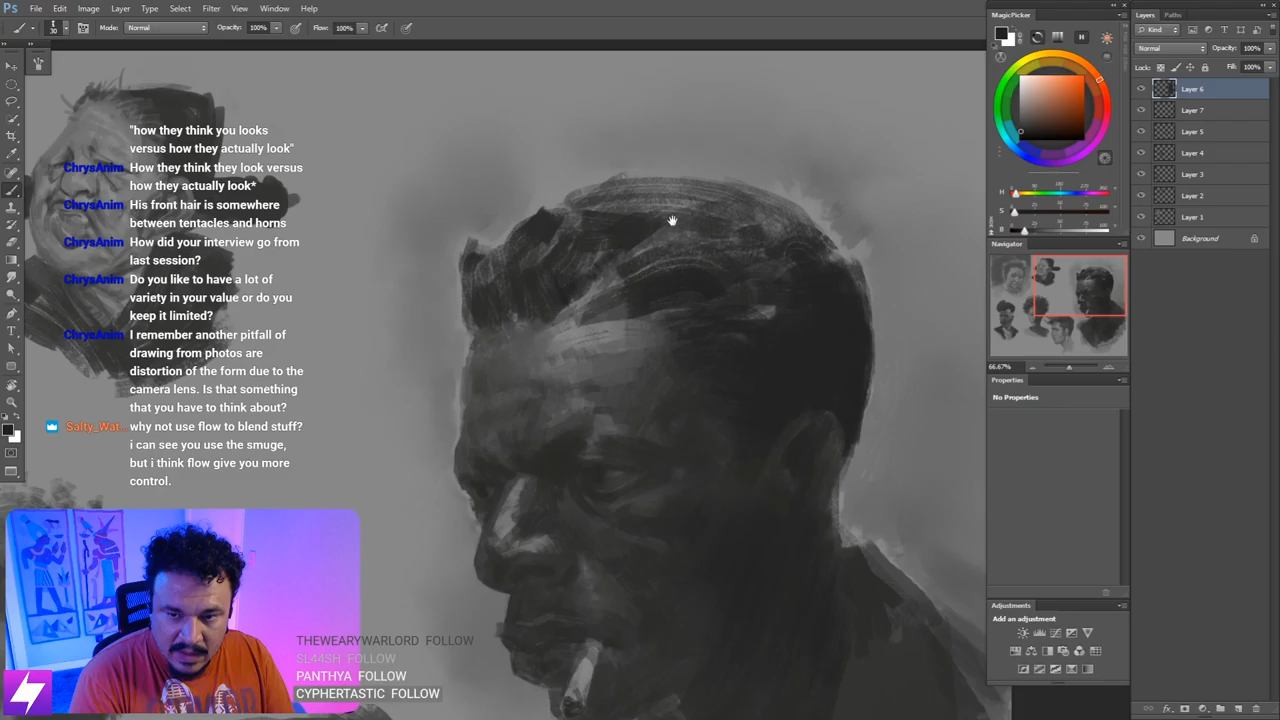 Ps File Edit Image Layer Type Select Filter View Window Help
30 Mode: Normal Opacity: 100% Flow: 100%
MagicPicker
H
H
S
B
Navigator
66.67%
Properties
No Properties
Adjustments
Add an adjustment
Layers Paths
Kind
Normal Opacity: 100%
Lock: Fill: 100%
Layer 6
Layer 7
Layer 5
Layer 4
Layer 3
Layer 2
Layer 1
Background
"how they think you looks
versus how they actually look"
ChrysAnim How they think they look versus
how they actually look*
ChrysAnim His front hair is somewhere
between tentacles and horns
ChrysAnim How did your interview go from
last session?
ChrysAnim Do you like to have a lot of
variety in your value or do you
keep it limited?
ChrysAnim I remember another pitfall of
drawing from photos are
distortion of the form due to the
camera lens. Is that something
that you have to think about?
Salty_Wat... why not use flow to blend stuff?
i can see you use the smuge,
but i think flow give you more
control.
THEWEARYWARLORD FOLLOW
SL44SH FOLLOW
PANTHYA FOLLOW
CYPHERTASTIC FOLLOW